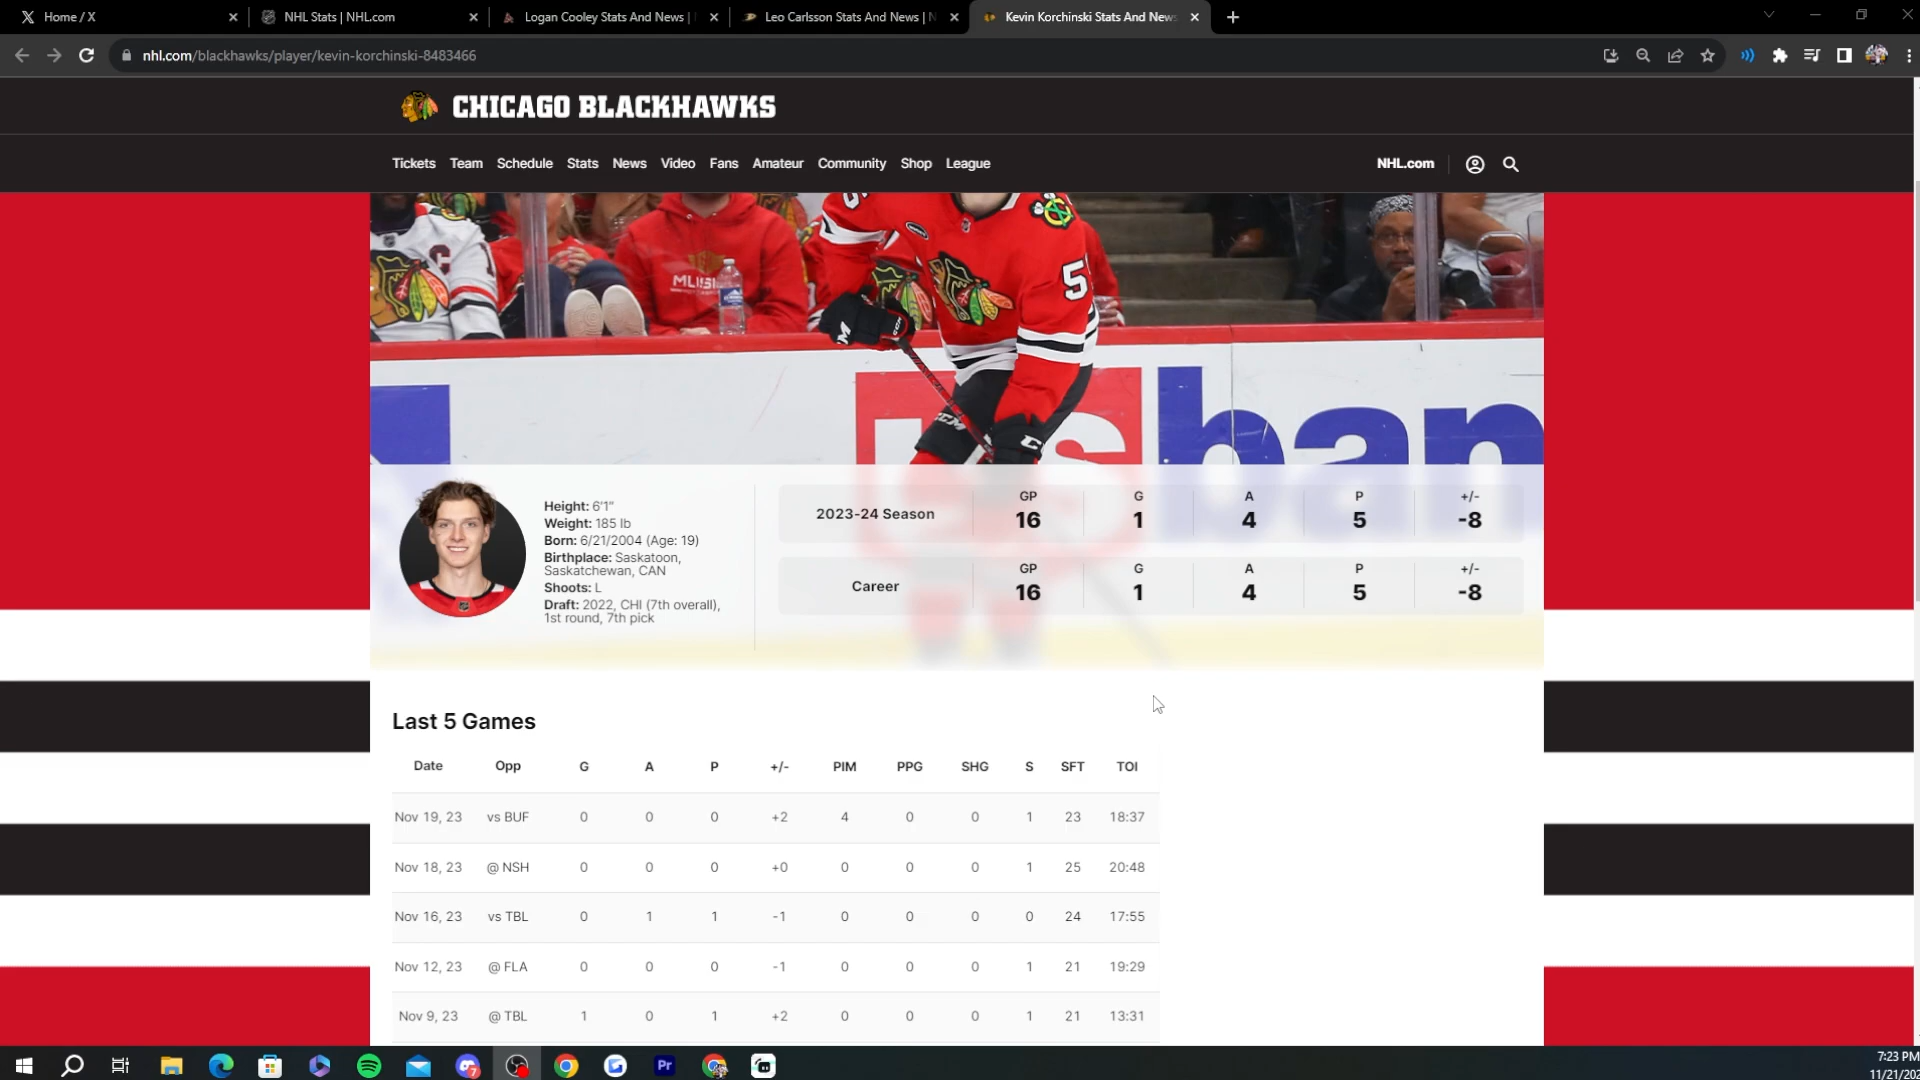 Home / X
NHL Stats | NHL.com
Logan Cooley Stats And News |
Leo Carlsson Stats And News | N
Kevin Korchinski Stats And News
nhl.com/blackhawks/player/kevin-korchinski-8483466
CHICAGO BLACKHAWKS
Tickets Team Schedule Stats News Video Fans Amateur Community Shop League
NHL.com
C
5
CCM
ban
Height: 6'1"
Weight: 185 lb
Born: 6/21/2004 (Age: 19)
Birthplace: Saskatoon,
Saskatchewan, CAN
Shoots: L
Draft: 2022, CHI (7th overall),
1st round, 7th pick
GP G A P +/-
2023-24 Season 16 1 4 5 -8
GP G A P +/-
Career 16 1 4 5 -8
Last 5 Games
Date Opp G A P +/- PIM PPG SHG S SFT TOI
Nov 19, 23 vs BUF 0 0 0 +2 4 0 0 1 23 18:37
Nov 18, 23 @ NSH 0 0 0 +0 0 0 0 1 25 20:48
Nov 16, 23 vs TBL 0 1 1 -1 0 0 0 0 24 17:55
Nov 12, 23 @ FLA 0 0 0 -1 0 0 0 1 21 19:29
Nov 9, 23 @ TBL 1 0 1 +2 0 0 0 1 21 13:31
Pr
7:23 PM
11/21/202